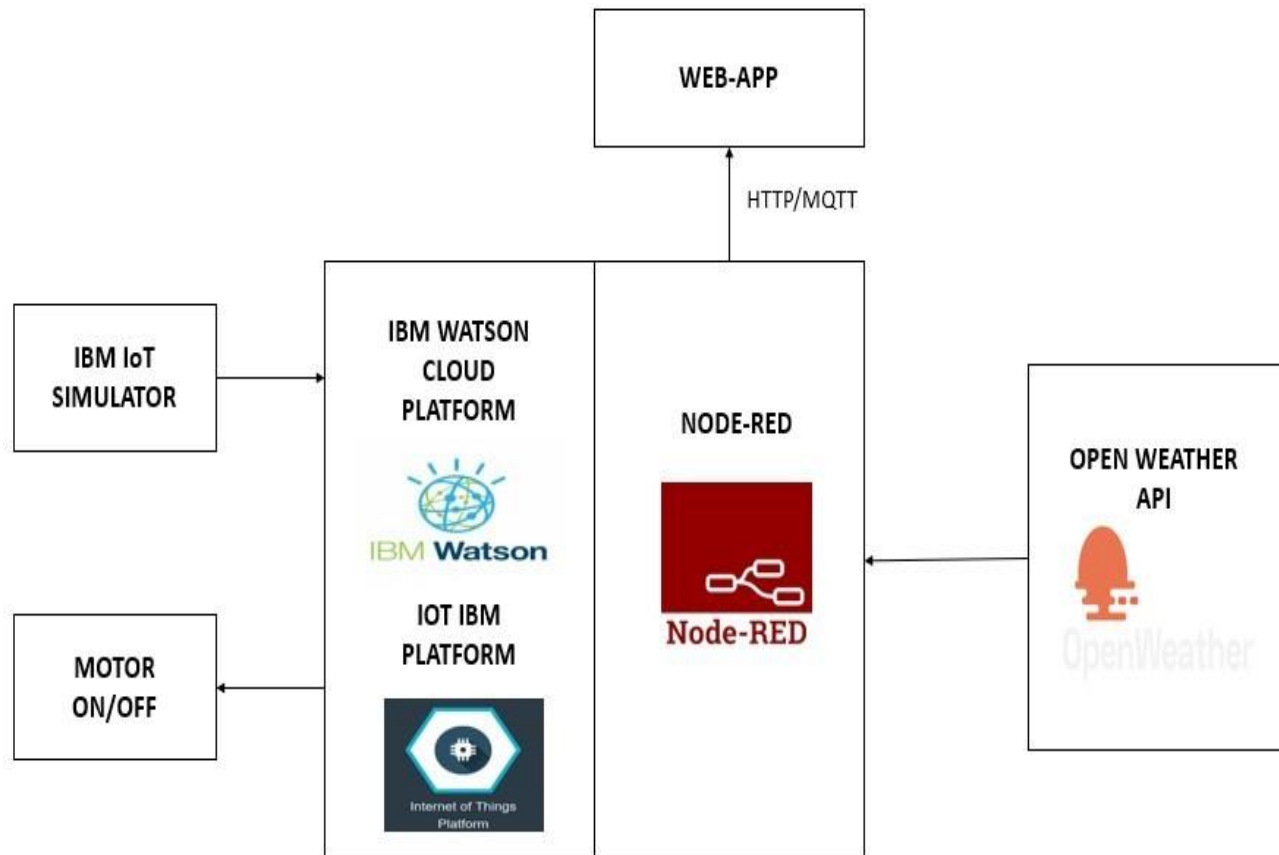 WEB-APP
HTTP/MQTT
IBM IoT
SIMULATOR
MOTOR
ON/OFF
IBM WATSON
CLOUD
PLATFORM
IBM Watson
IOT IBM
PLATFORM
Internet of Things
Platform
NODE-RED
Node-RED
OPEN WEATHER
API
OpenWeather